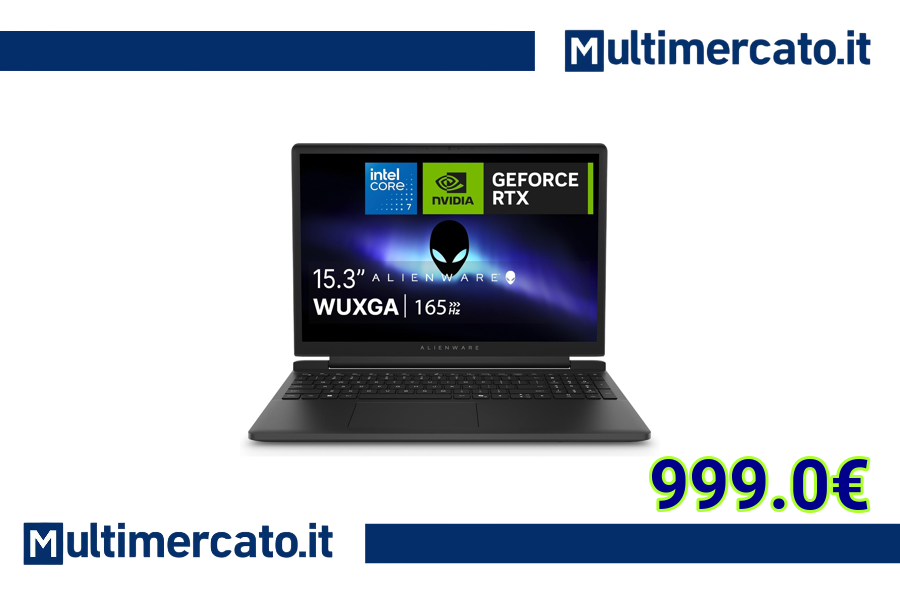 Multimercato.it
intel
CORE
7
NVIDIA
GEFORCE
RTX
15.3” ALIENWARE
WUXGA | 165 Hz
ALIENWARE
999.0€
Multimercato.it